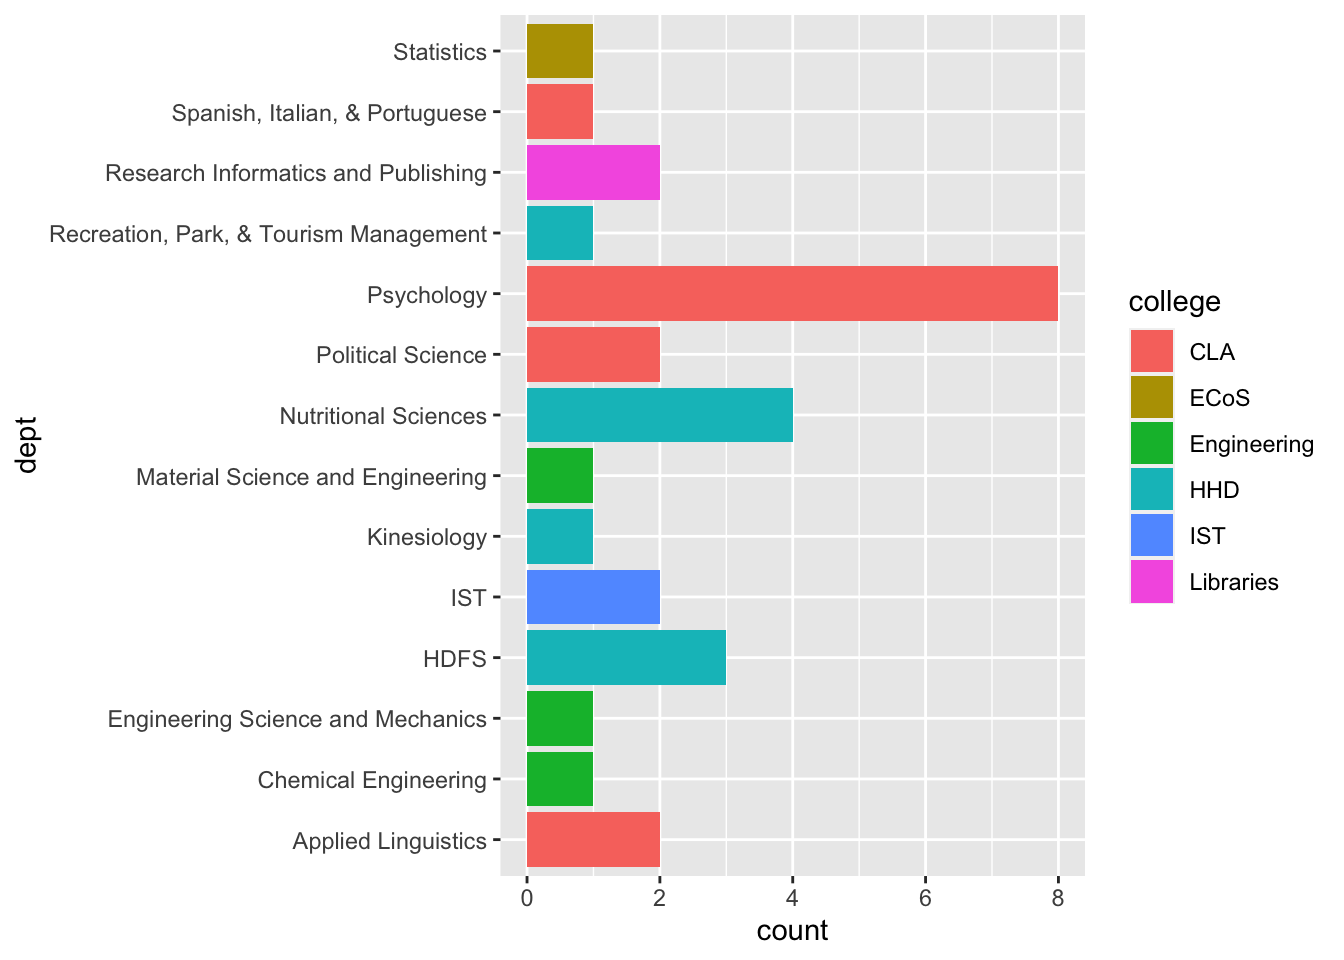 Statistics
Spanish, Italian, & Portuguese
Research Informatics and Publishing
Recreation, Park, & Tourism Management
Psychology
Political Science
Nutritional Sciences
Material Science and Engineering
Kinesiology
IST
HDFS
Engineering Science and Mechanics
Chemical Engineering
Applied Linguistics
dept
0 2 4 6 8
count
college
CLA
ECoS
Engineering
HHD
IST
Libraries